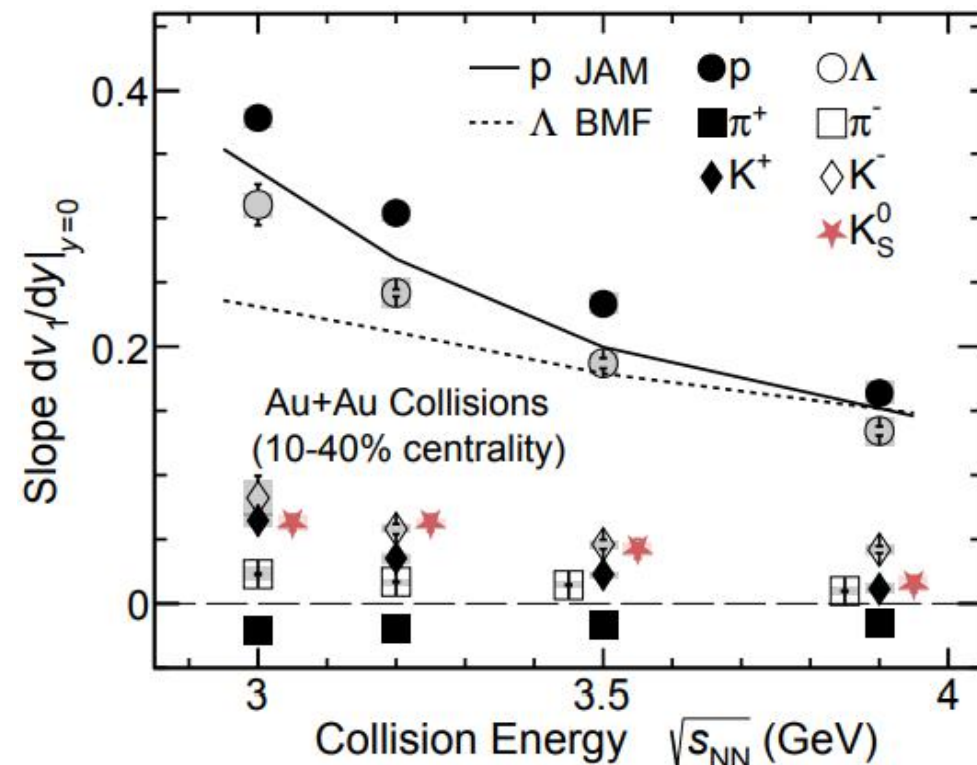 0.4
0.2
0
Slope dv₁/dy|y=0
p JAM
Λ BMF
p
Λ
π⁺
π⁻
K⁺
K⁻
K⁰S
Au+Au Collisions
(10-40% centrality)
3
3.5
4
Collision Energy √sNN (GeV)